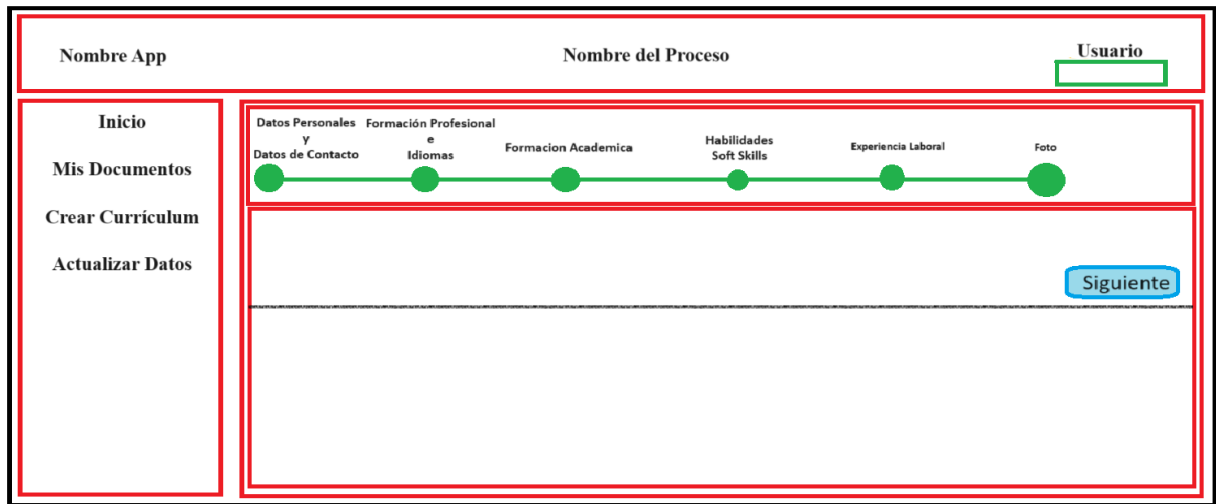 Nombre App
Nombre del Proceso
Usuario
Inicio
Mis Documentos
Crear Currículum
Actualizar Datos
Datos Personales
y
Datos de Contacto
Formación Profesional
e
Idiomas
Formacion Academica
Habilidades
Soft Skills
Experiencia Laboral
Foto
Siguiente